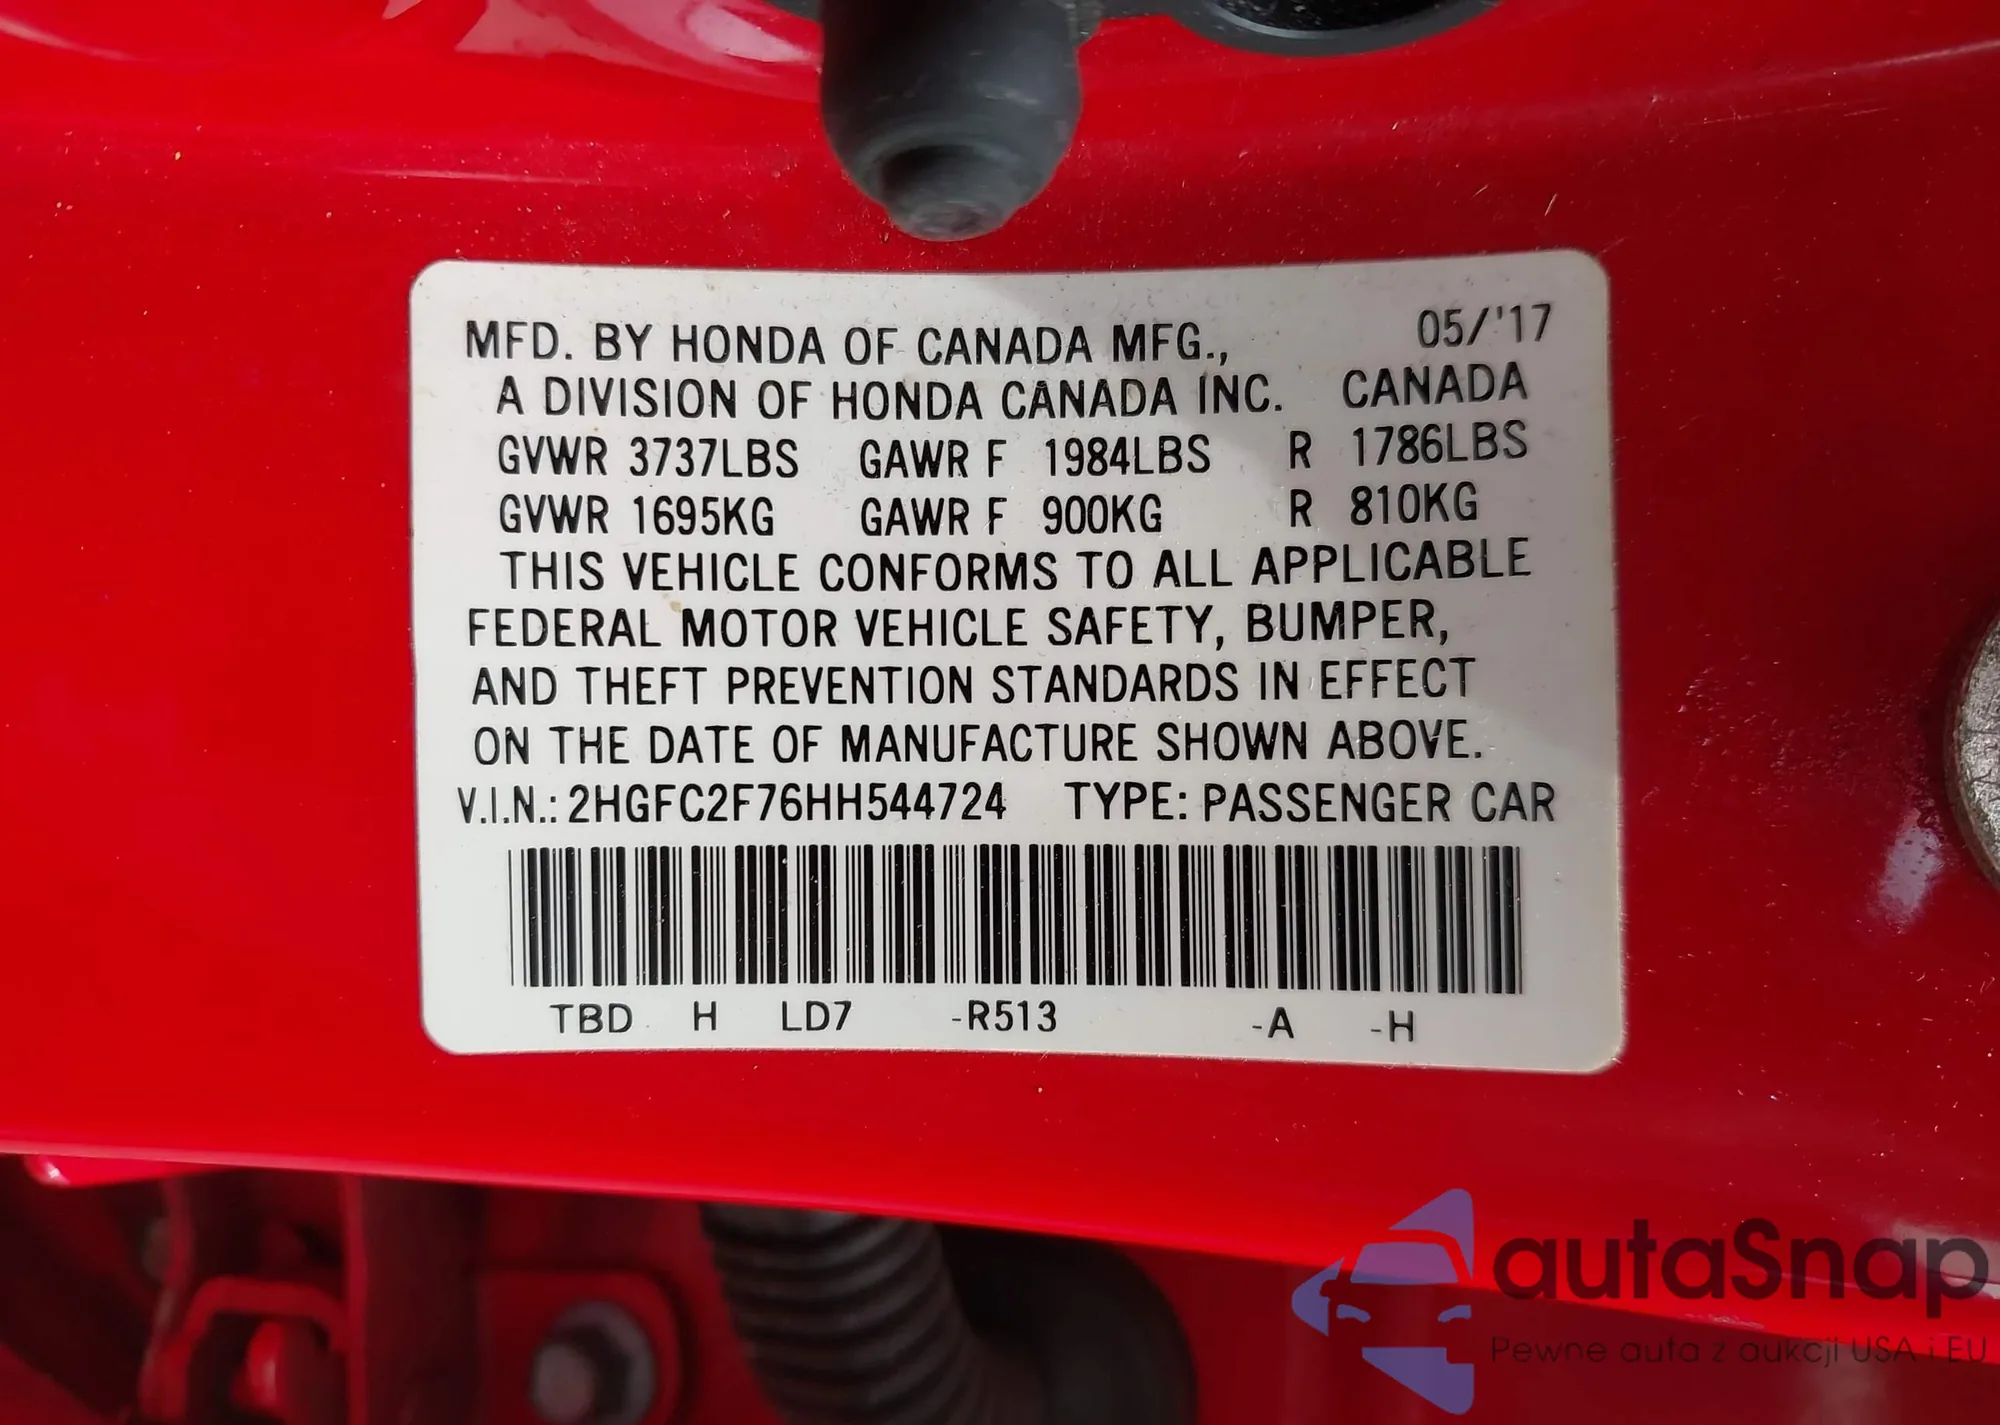 MFD. BY HONDA OF CANADA MFG., 05/'17
A DIVISION OF HONDA CANADA INC. CANADA
GVWR 3737LBS GAWR F 1984LBS R 1786LBS
GVWR 1695KG GAWR F 900KG R 810KG
THIS VEHICLE CONFORMS TO ALL APPLICABLE
FEDERAL MOTOR VEHICLE SAFETY, BUMPER,
AND THEFT PREVENTION STANDARDS IN EFFECT
ON THE DATE OF MANUFACTURE SHOWN ABOVE.
V.I.N.: 2HGFC2F76HH544724 TYPE: PASSENGER CAR
TBD H LD7 -R513 -A -H
autaSnap
Pewne auta z aukcji USA i EU